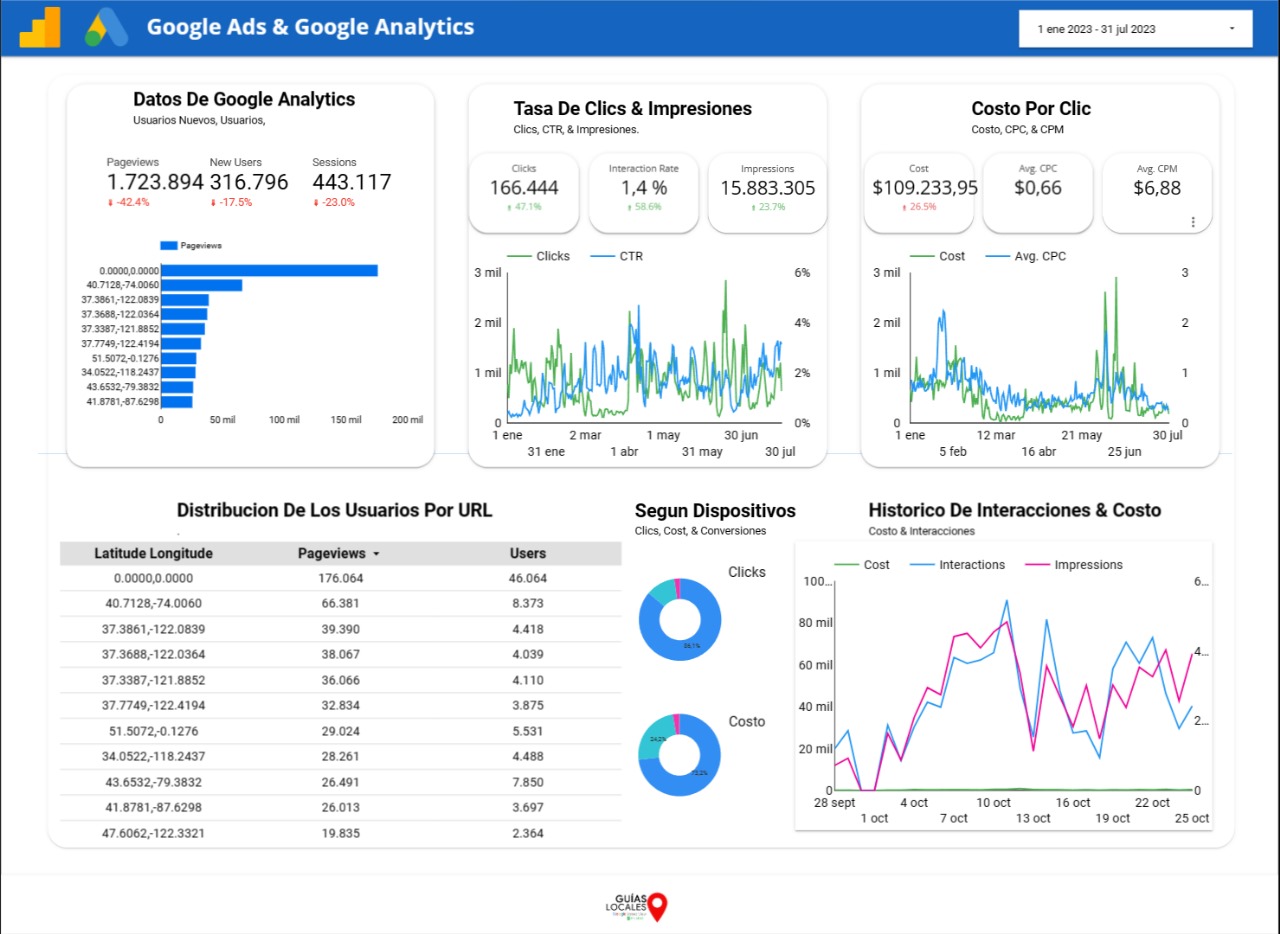 Google Ads & Google Analytics
1 ene 2023 - 31 jul 2023
Datos De Google Analytics
Usuarios Nuevos, Usuarios,
Pageviews New Users Sessions
1.723.894 316.796 443.117
-42.4% -17.5% -23.0%
Pageviews
0.0000,0.0000
40.7128,-74.0060
37.3861,-122.0839
37.3688,-122.0364
37.3387,-121.8852
37.7749,-122.4194
51.5072,-0.1276
34.0522,-118.2437
43.6532,-79.3832
41.8781,-87.6298
0 50 mil 100 mil 150 mil 200 mil
Tasa De Clics & Impresiones
Clics, CTR, & Impresiones.
Clicks Interaction Rate Impressions
166.444 1,4 % 15.883.305
47.1% 58.6% 23.7%
Clicks CTR
3 mil 6%
2 mil 4%
1 mil 2%
0 0%
1 ene 2 mar 1 may 30 jun
31 ene 1 abr 31 may 30 jul
Costo Por Clic
Costo, CPC, & CPM
Cost Avg. CPC Avg. CPM
$109.233,95 $0,66 $6,88
26.5%
Cost Avg. CPC
3 mil 3
2 mil 2
1 mil 1
0 0
1 ene 12 mar 21 may 30 jul
5 feb 16 abr 25 jun
Distribucion De Los Usuarios Por URL
.
Latitude Longitude Pageviews Users
0.0000,0.0000 176.064 46.064
40.7128,-74.0060 66.381 8.373
37.3861,-122.0839 39.390 4.418
37.3688,-122.0364 38.067 4.039
37.3387,-121.8852 36.066 4.110
37.7749,-122.4194 32.834 3.875
51.5072,-0.1276 29.024 5.531
34.0522,-118.2437 28.261 4.488
43.6532,-79.3832 26.491 7.850
41.8781,-87.6298 26.013 3.697
47.6062,-122.3321 19.835 2.364
Segun Dispositivos
Clics, Cost, & Conversiones
Clicks
Costo
Historico De Interacciones & Costo
Costo & Interacciones
Cost Interactions Impressions
100... 6...
80 mil
60 mil 4...
40 mil
20 mil 2...
0 0
28 sept 4 oct 10 oct 16 oct 22 oct
1 oct 7 oct 13 oct 19 oct 25 oct
GUÍAS
LOCALES